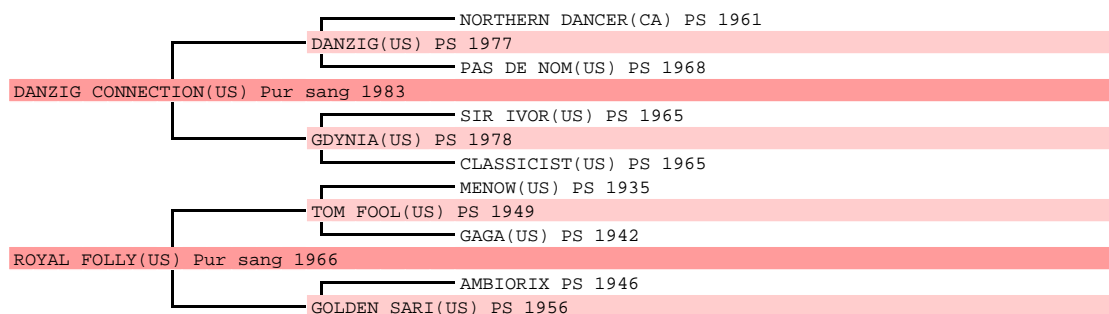 NORTHERN DANCER(CA) PS 1961
DANZIG(US) PS 1977
PAS DE NOM(US) PS 1968
DANZIG CONNECTION(US) Pur sang 1983
SIR IVOR(US) PS 1965
GDYNIA(US) PS 1978
CLASSICIST(US) PS 1965
MENOW(US) PS 1935
TOM FOOL(US) PS 1949
GAGA(US) PS 1942
ROYAL FOLLY(US) Pur sang 1966
AMBIORIX PS 1946
GOLDEN SARI(US) PS 1956